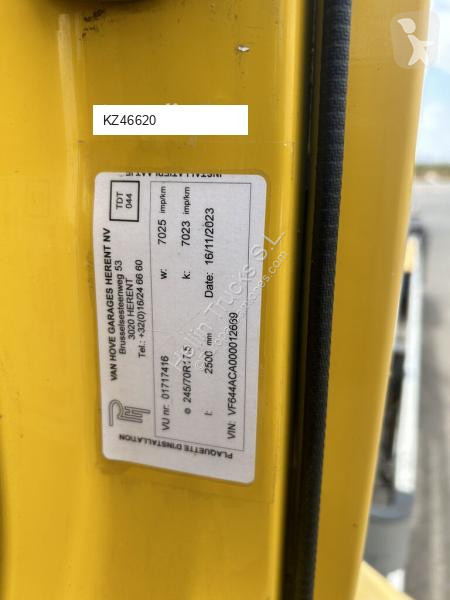 KZ46620
INSTALLATIEPLAATJE
TDT
044
VAN HOVE GARAGES HERENT NV
Brusselsesteenweg 53
3020 HERENT
Tel.: +32(0)16/24 66 60
w: 7025 imp/km
k: 7023 imp/km
Date: 16/11/2023
VU nr: 01717416
245/70R17.5
l: 2500 mm
VIN: VF644ACA000012669
PLAQUETTE D'INSTALLATION
Trucks S.L